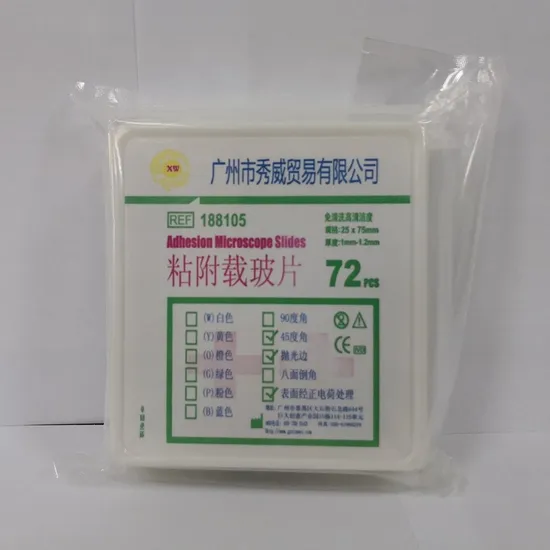 XW
广州市秀威贸易有限公司
REF 188105
免清洗高清洁度
规格:25 x 75mm
厚度:1mm-1.2mm
Adhesion Microscope Slides
粘附载玻片
72 PCS
(W)白色
90度角
(Y)黄色
45度角
(O)橙色
抛光边
(G)绿色
八面倒角
(P)粉色
表面经正电荷处理
(B)蓝色
CE